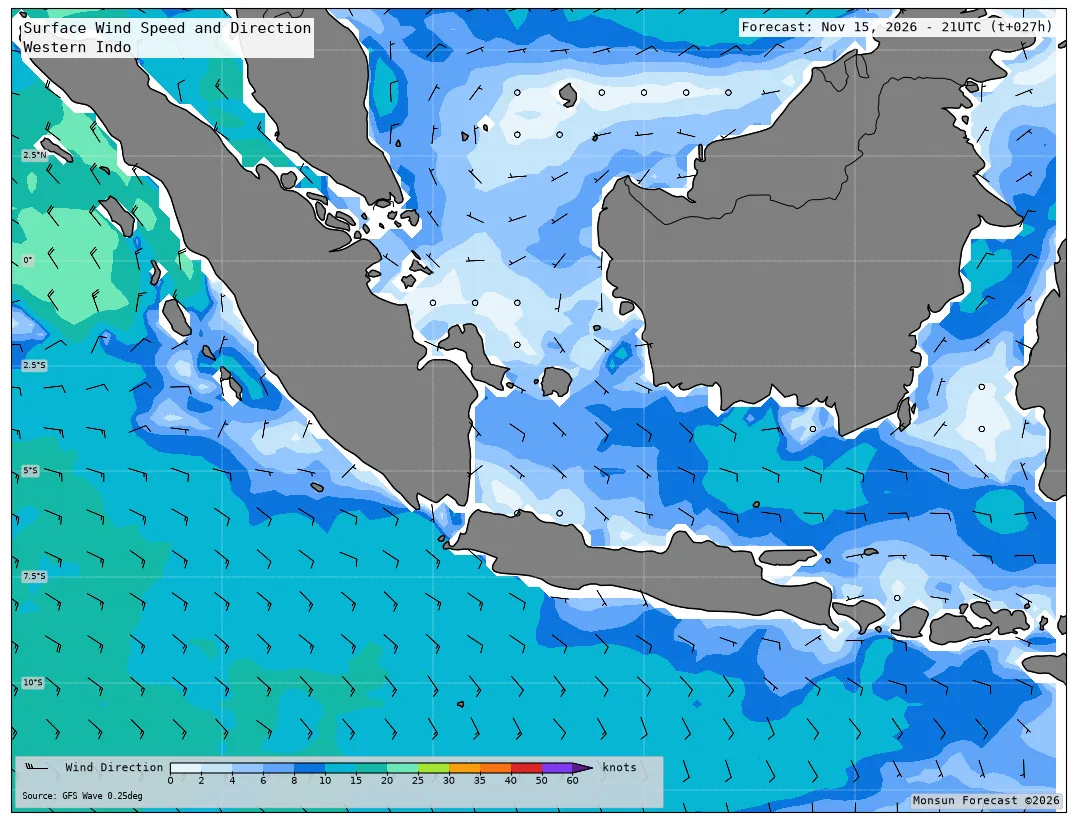 Surface Wind Speed and Direction
Western Indo
Forecast: Nov 15, 2026 - 21UTC (t+027h)
2.5°N
0°
2.5°S
5°S
7.5°S
10°S
Wind Direction
0 2 4 6 8 10 15 20 25 30 35 40 50 60
knots
Source: GFS Wave 0.25deg
Monsun Forecast ©2026